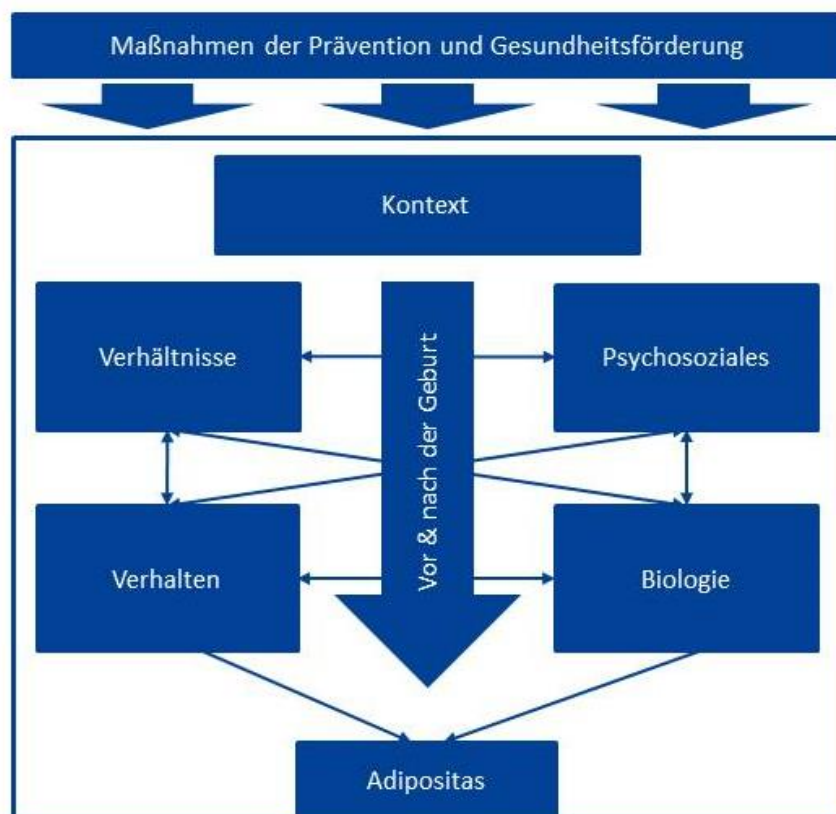 Maßnahmen der Prävention und Gesundheitsförderung
Kontext
Verhältnisse
Psychosoziales
Vor & nach der Geburt
Verhalten
Biologie
Adipositas